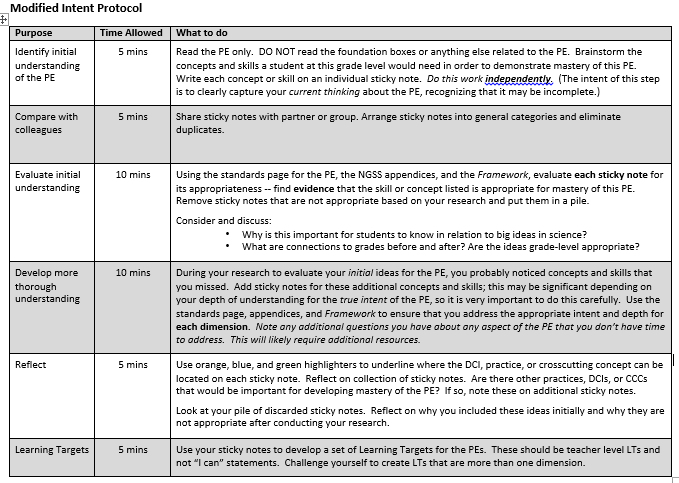 Modified Intent Protocol
Purpose
Time Allowed
What to do
Identify initial
understanding
of the PE
5 mins
Read the PE only.  DO NOT read the foundation boxes or anything else related to the PE.  Brainstorm the
concepts and skills a student at this grade level would need in order to demonstrate mastery of this PE.
Write each concept or skill on an individual sticky note.  Do this work independently.  (The intent of this step
is to clearly capture your current thinking about the PE, recognizing that it may be incomplete.)
Compare with
colleagues
5 mins
Share sticky notes with partner or group. Arrange sticky notes into general categories and eliminate
duplicates.
Evaluate initial
understanding
10 mins
Using the standards page for the PE, the NGSS appendices, and the Framework, evaluate each sticky note for
its appropriateness -- find evidence that the skill or concept listed is appropriate for mastery of this PE.
Remove sticky notes that are not appropriate based on your research and put them in a pile.
Consider and discuss:
• Why is this important for students to know in relation to big ideas in science?
• What are connections to grades before and after? Are the ideas grade-level appropriate?
Develop more
thorough
understanding
10 mins
During your research to evaluate your initial ideas for the PE, you probably noticed concepts and skills that
you missed.  Add sticky notes for these additional concepts and skills; this may be significant depending on
your depth of understanding for the true intent of the PE, so it is very important to do this carefully.  Use the
standards page, appendices, and Framework to ensure that you address the appropriate intent and depth for
each dimension.  Note any additional questions you have about any aspect of the PE that you don't have time
to address.  This will likely require additional resources.
Reflect
5 mins
Use orange, blue, and green highlighters to underline where the DCI, practice, or crosscutting concept can be
located on each sticky note.  Reflect on collection of sticky notes.  Are there other practices, DCIs, or CCCs
that would be important for developing mastery of the PE?  If so, note these on additional sticky notes.
Look at your pile of discarded sticky notes.  Reflect on why you included these ideas initially and why they are
not appropriate after conducting your research.
Learning Targets
5 mins
Use your sticky notes to develop a set of Learning Targets for the PEs.  These should be teacher level LTs and
not "I can" statements.  Challenge yourself to create LTs that are more than one dimension.